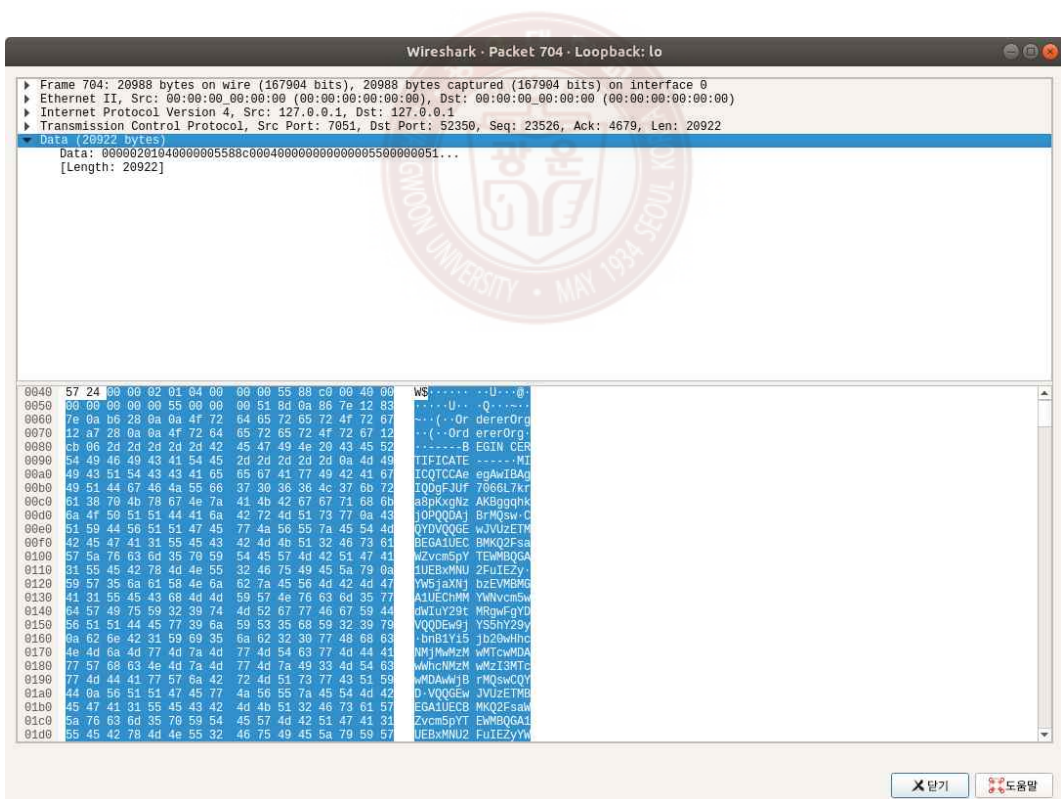 Wireshark · Packet 704 · Loopback: lo
Frame 704: 20988 bytes on wire (167904 bits), 20988 bytes captured (167904 bits) on interface 0
Ethernet II, Src: 00:00:00_00:00:00 (00:00:00:00:00:00), Dst: 00:00:00_00:00:00 (00:00:00:00:00:00)
Internet Protocol Version 4, Src: 127.0.0.1, Dst: 127.0.0.1
Transmission Control Protocol, Src Port: 7051, Dst Port: 52350, Seq: 23526, Ack: 4679, Len: 20922
Data (20922 bytes)
[Length: 20922]
광운
KWANGWOON UNIVERSITY · MAY 1934 SEOUL KOREA
0040 57 24 00 00 02 01 04 00 00 00 55 88 c0 00 40 00 W$·········U···@·
0050 00 00 00 00 00 55 00 00 00 51 8d 0a 86 7e 12 83 ·····U···Q···~··
0060 7e 0a b6 28 0a 0a 4f 72 64 65 72 65 72 4f 72 67 ~··(··Or dererOrg
0070 12 a7 28 0a 0a 4f 72 64 65 72 65 72 4f 72 67 12 ··(··Ord ererOrg·
0080 cb 06 2d 2d 2d 2d 2d 42 45 47 49 4e 20 43 45 52 ··-----B EGIN CER
0090 54 49 46 49 43 41 54 45 2d 2d 2d 2d 2d 0a 4d 49 TIFICATE -----·MI
00a0 49 43 51 54 43 43 41 65 65 67 41 77 49 42 41 67 ICQTCCAe egAwIBAg
00b0 49 51 44 67 46 4a 55 66 37 30 36 36 4c 37 6b 72 IQDgFJUf 7066L7kr
00c0 61 38 70 4b 78 67 4e 7a 41 4b 42 67 67 71 68 6b a8pKxgNz AKBggqhk
00d0 6a 4f 50 51 51 44 41 6a 42 72 4d 51 73 77 0a 43 jOPQQDAj BrMQsw·C
00e0 51 59 44 56 51 51 47 45 77 4a 56 55 7a 45 54 4d QYDVQQGE wJVUzETM
00f0 42 45 47 41 31 55 45 43 42 4d 4b 51 32 46 73 61 BEGA1UEC BMKQ2Fsa
0100 57 5a 76 63 6d 35 70 59 54 45 57 4d 42 51 47 41 WZvcm5pY TEWMBQGA
0110 31 55 45 42 78 4d 4e 55 32 46 75 49 45 5a 79 0a 1UEBxMNU 2FuIEZy·
0120 59 57 35 6a 61 58 4e 6a 62 7a 45 56 4d 42 4d 47 YW5jaXNj bzEVMBMG
0130 41 31 55 45 43 68 4d 4d 59 57 4e 76 63 6d 35 77 A1UEChMM YWNvcm5w
0140 64 57 49 75 59 32 39 74 4d 52 67 77 46 67 59 44 dWIuY29t MRgwFgYD
0150 56 51 51 44 45 77 39 6a 59 53 35 68 59 32 39 79 VQQDEw9j YS5hY29y
0160 0a 62 6e 42 31 59 69 35 6a 62 32 30 77 48 68 63 ·bnB1Yi5 jb20wHhc
0170 4e 4d 6a 4d 77 4d 7a 4d 77 4d 54 63 77 4d 44 41 NMjMwMzM wMTcwMDA
0180 77 57 68 63 4e 4d 7a 4d 77 4d 7a 49 33 4d 54 63 wWhcNMzM wMzI3MTc
0190 77 4d 44 41 77 57 6a 42 72 4d 51 73 77 43 51 59 wMDAwWjB rMQswCQY
01a0 44 0a 56 51 51 47 45 77 4a 56 55 7a 45 54 4d 42 D·VQQGEw JVUzETMB
01b0 45 47 41 31 55 45 43 42 4d 4b 51 32 46 73 61 57 EGA1UECB MKQ2FsaW
01c0 5a 76 63 6d 35 70 59 54 45 57 4d 42 51 47 41 31 Zvcm5pYT EWMBQGA1
01d0 55 45 42 78 4d 4e 55 32 46 75 49 45 5a 79 59 57 UEBxMNU2 FuIEZyYW
닫기 도움말